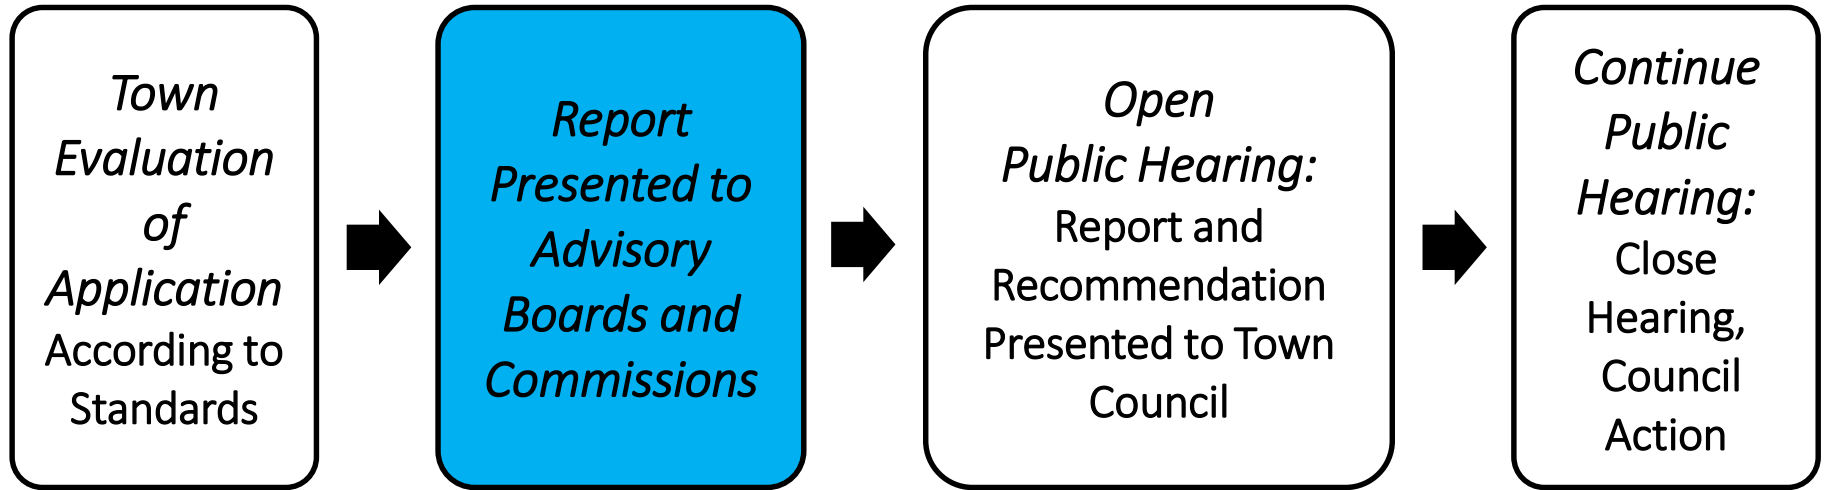 Town
Evaluation
of
Application
According to
Standards
Report
Presented to
Advisory
Boards and
Commissions
Open
Public Hearing:
Report and
Recommendation
Presented to Town
Council
Continue
Public
Hearing:
Close
Hearing,
Council
Action